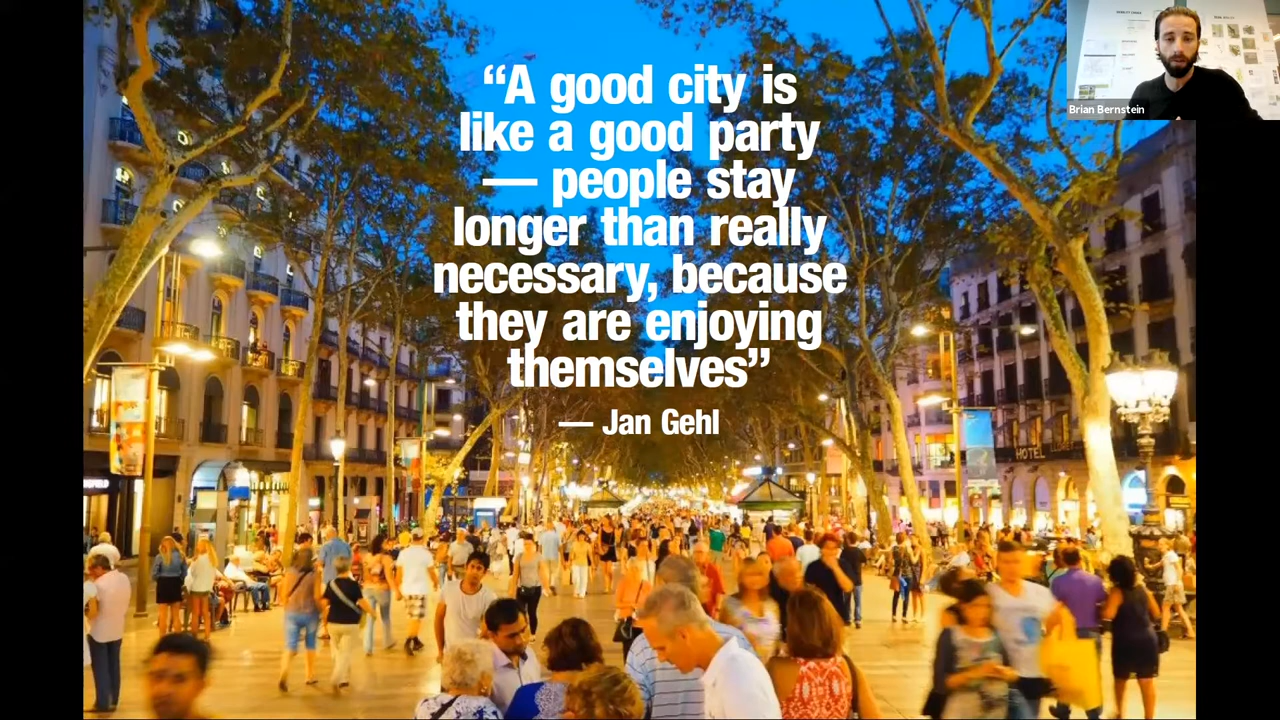 “A good city is
like a good party
— people stay
longer than really
necessary, because
they are enjoying
themselves”
— Jan Gehl
Brian Bernstein
HOTEL